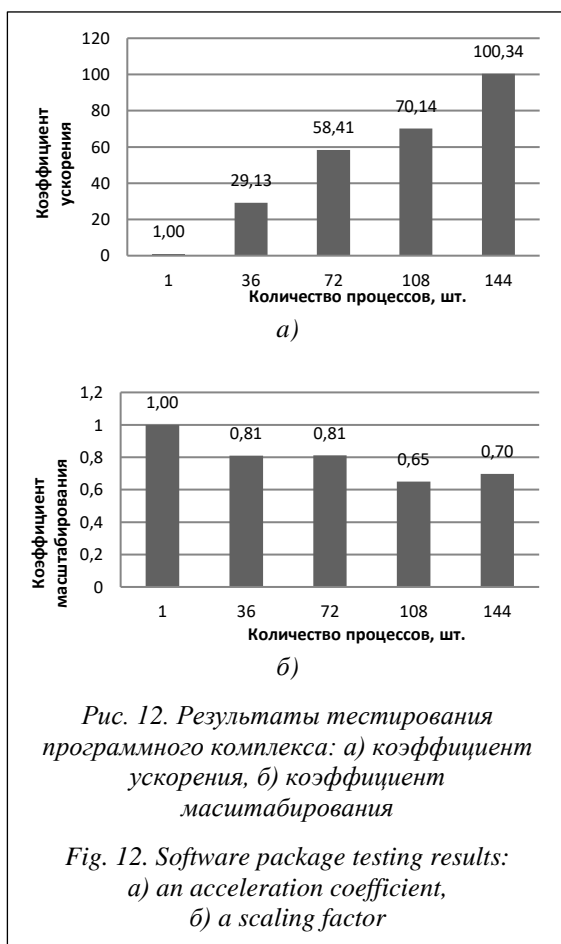 120
100
80
60
40
20
0
Коэффициент
ускорения
1,00
29,13
58,41
70,14
100,34
1 36 72 108 144
Количество процессов, шт.
а)
1,2
1
0,8
0,6
0,4
0,2
0
Коэффициент
масштабирования
1,00
0,81
0,81
0,65
0,70
1 36 72 108 144
Количество процессов, шт.
б)
Рис. 12. Результаты тестирования
программного комплекса: а) коэффициент
ускорения, б) коэффициент
масштабирования
Fig. 12. Software package testing results:
a) an acceleration coefficient,
б) a scaling factor